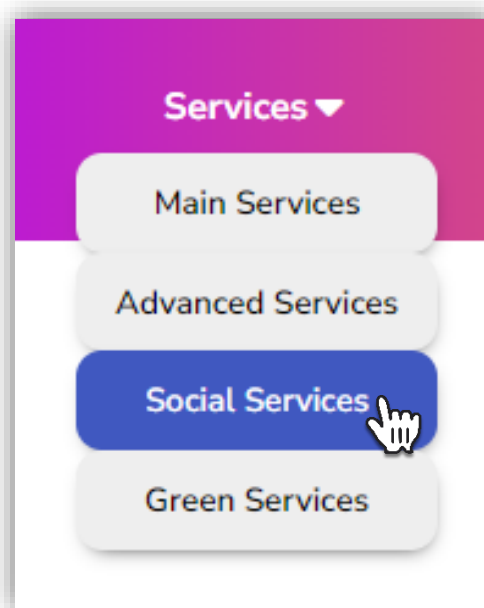 Services
Main Services
Advanced Services
Social Services
Green Services